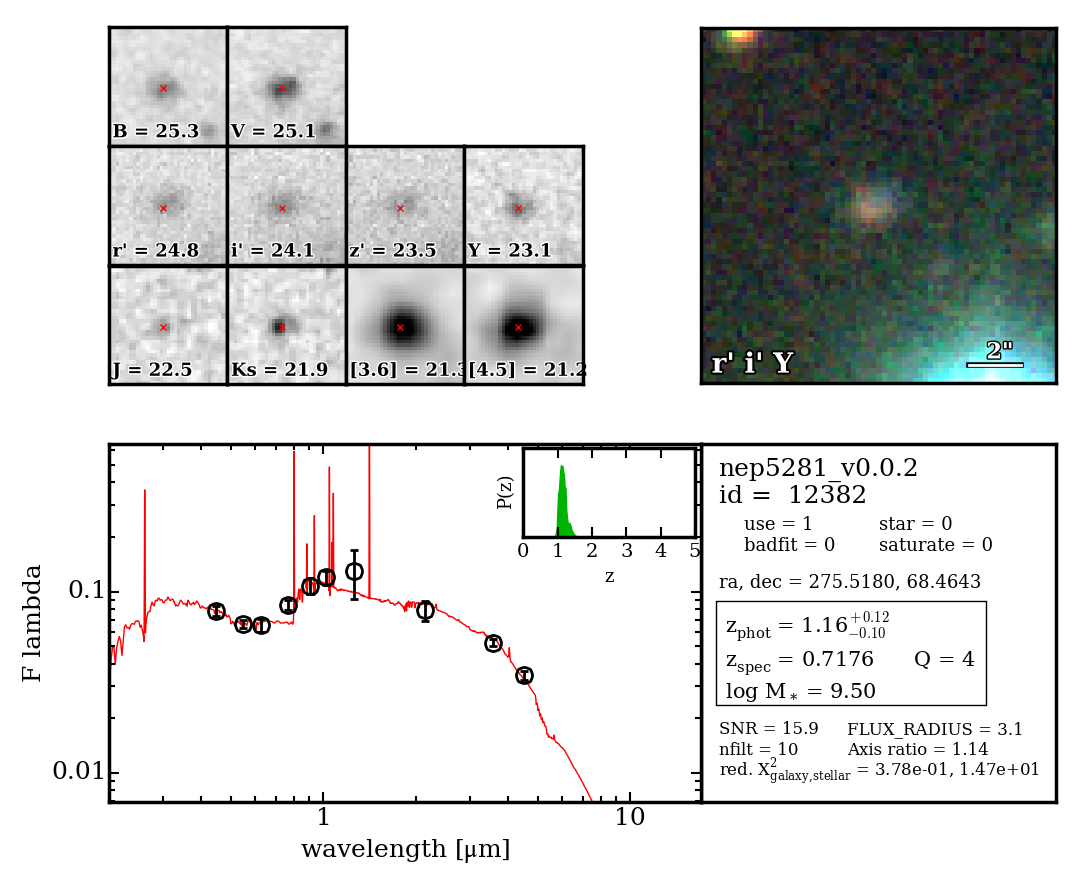 B = 25.3
V = 25.1
r' = 24.8
i' = 24.1
z' = 23.5
Y = 23.1
J = 22.5
Ks = 21.9
[3.6] = 21.3
[4.5] = 21.2
r' i' Y
2"
F lambda
0.1
0.01
1
10
wavelength [μm]
P(z)
0 1 2 3 4 5
z
nep5281_v0.0.2
id = 12382
use = 1 star = 0
badfit = 0 saturate = 0
ra, dec = 275.5180, 68.4643
z_phot = 1.16^{+0.12}_{-0.10}
z_spec = 0.7176 Q = 4
log M_* = 9.50
SNR = 15.9 FLUX_RADIUS = 3.1
nfilt = 10 Axis ratio = 1.14
red. X^2_{galaxy,stellar} = 3.78e-01, 1.47e+01